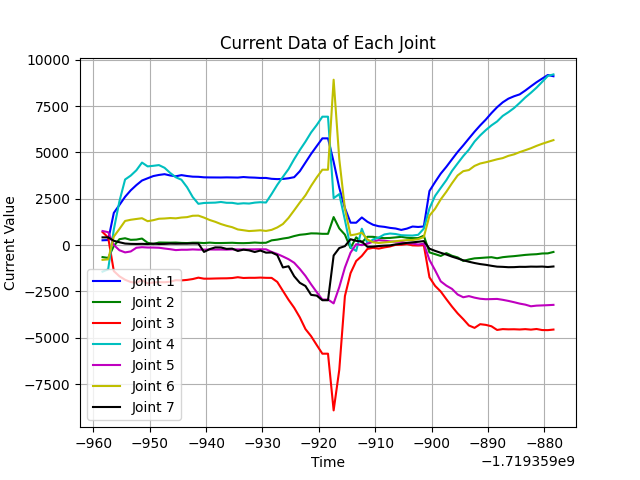 Current Data of Each Joint
10000
7500
5000
2500
0
−2500
−5000
−7500
Current Value
Joint 1
Joint 2
Joint 3
Joint 4
Joint 5
Joint 6
Joint 7
−960 −950 −940 −930 −920 −910 −900 −890 −880
Time
−1.719359e9